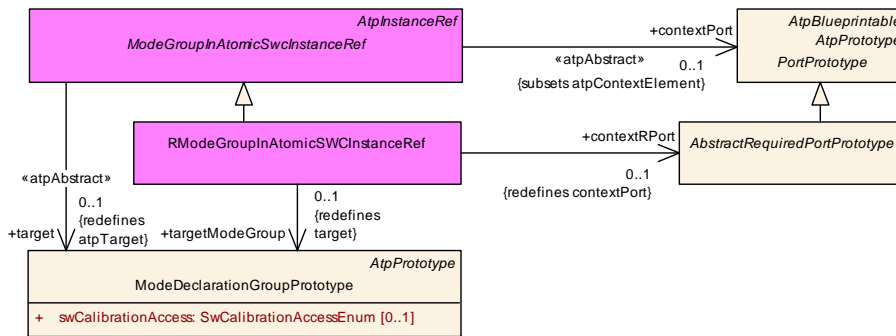 AtpInstanceRef
ModeGroupInAtomicSwcInstanceRef
+contextPort
«atpAbstract»
0..1
{subsets atpContextElement}
AtpBlueprintable
AtpPrototype
PortPrototype
RModeGroupInAtomicSWCInstanceRef
+contextRPort
0..1
{redefines contextPort}
AbstractRequiredPortPrototype
«atpAbstract»
0..1
{redefines
atpTarget}
+target
0..1
{redefines
target}
+targetModeGroup
AtpPrototype
ModeDeclarationGroupPrototype
+ swCalibrationAccess: SwCalibrationAccessEnum [0..1]